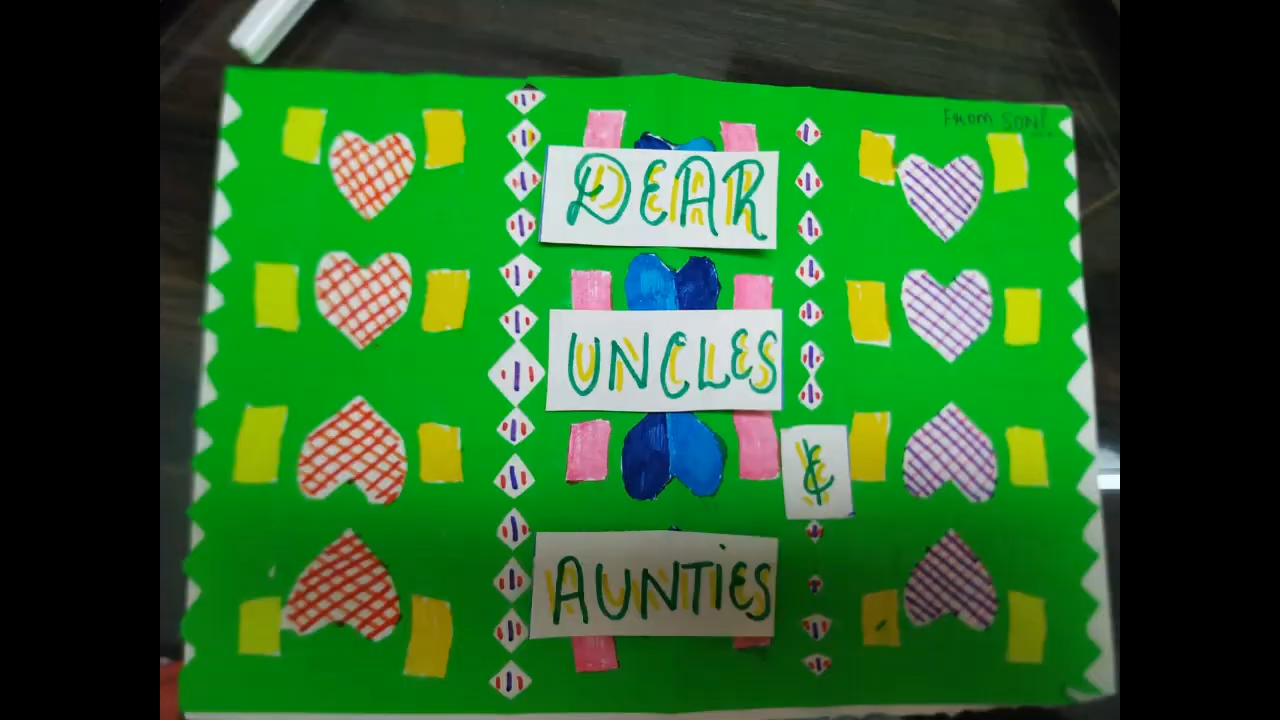 FROM SONI
DEAR
UNCLES
&
AUNTIES